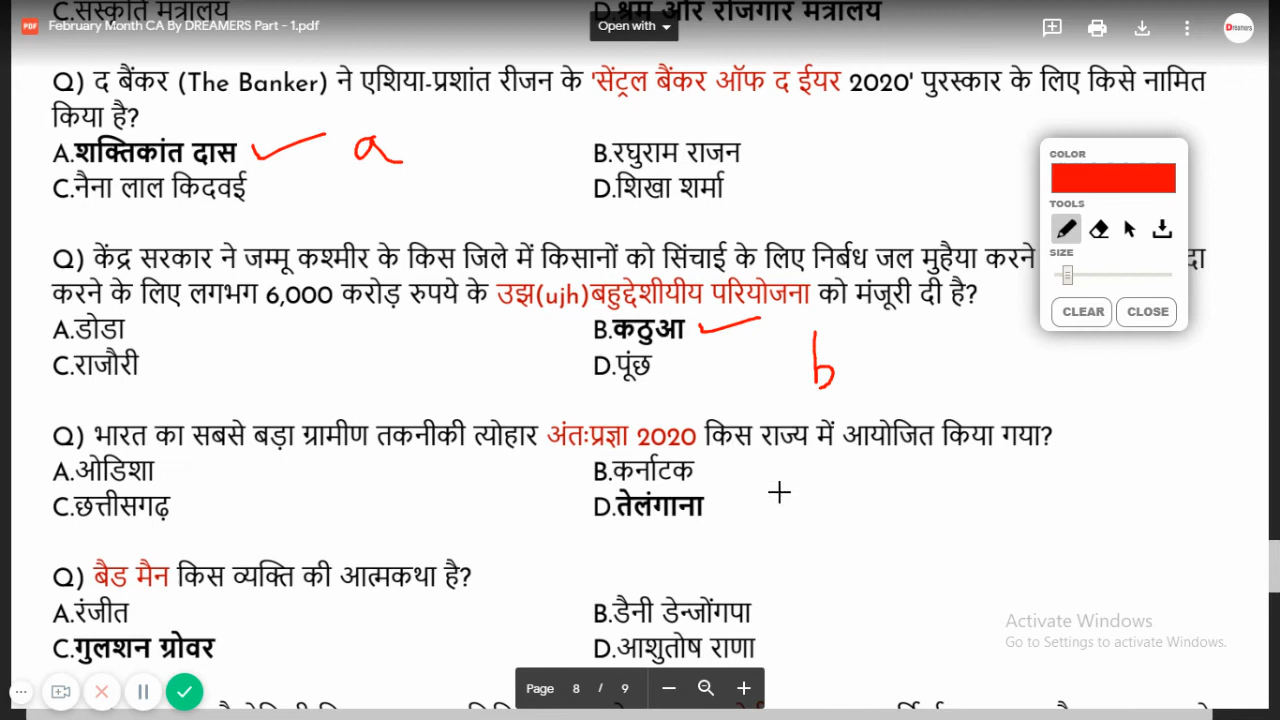 C.संस्कृति मंत्रालय D.श्रम और रोजगार मंत्रालय
PDF February Month CA By DREAMERS Part - 1.pdf Open with Dreamers
Q) द बैंकर (The Banker) ने एशिया-प्रशांत रीजन के 'सेंट्रल बैंकर ऑफ द ईयर 2020' पुरस्कार के लिए किसे नामित
किया है?
A.शक्तिकांत दास a B.रघुराम राजन
C.नैना लाल किदवई D.शिखा शर्मा
COLOR
TOOLS
SIZE
CLEAR CLOSE
Q) केंद्र सरकार ने जम्मू कश्मीर के किस जिले में किसानों को सिंचाई के लिए निर्बध जल मुहैया करने दा
करने के लिए लगभग 6,000 करोड़ रुपये के उझ(ujh)बहुद्देशीयीय परियोजना को मंजूरी दी है?
A.डोडा B.कठुआ
C.राजौरी D.पूंछ b
Q) भारत का सबसे बड़ा ग्रामीण तकनीकी त्योहार अंतःप्रज्ञा 2020 किस राज्य में आयोजित किया गया?
A.ओडिशा B.कर्नाटक
C.छत्तीसगढ़ D.तेलंगाना
Q) बैड मैन किस व्यक्ति की आत्मकथा है?
A.रंजीत B.डैनी डेन्जोंगपा
C.गुलशन ग्रोवर D.आशुतोष राणा
Activate Windows
Go to Settings to activate Windows.
Page 8 / 9